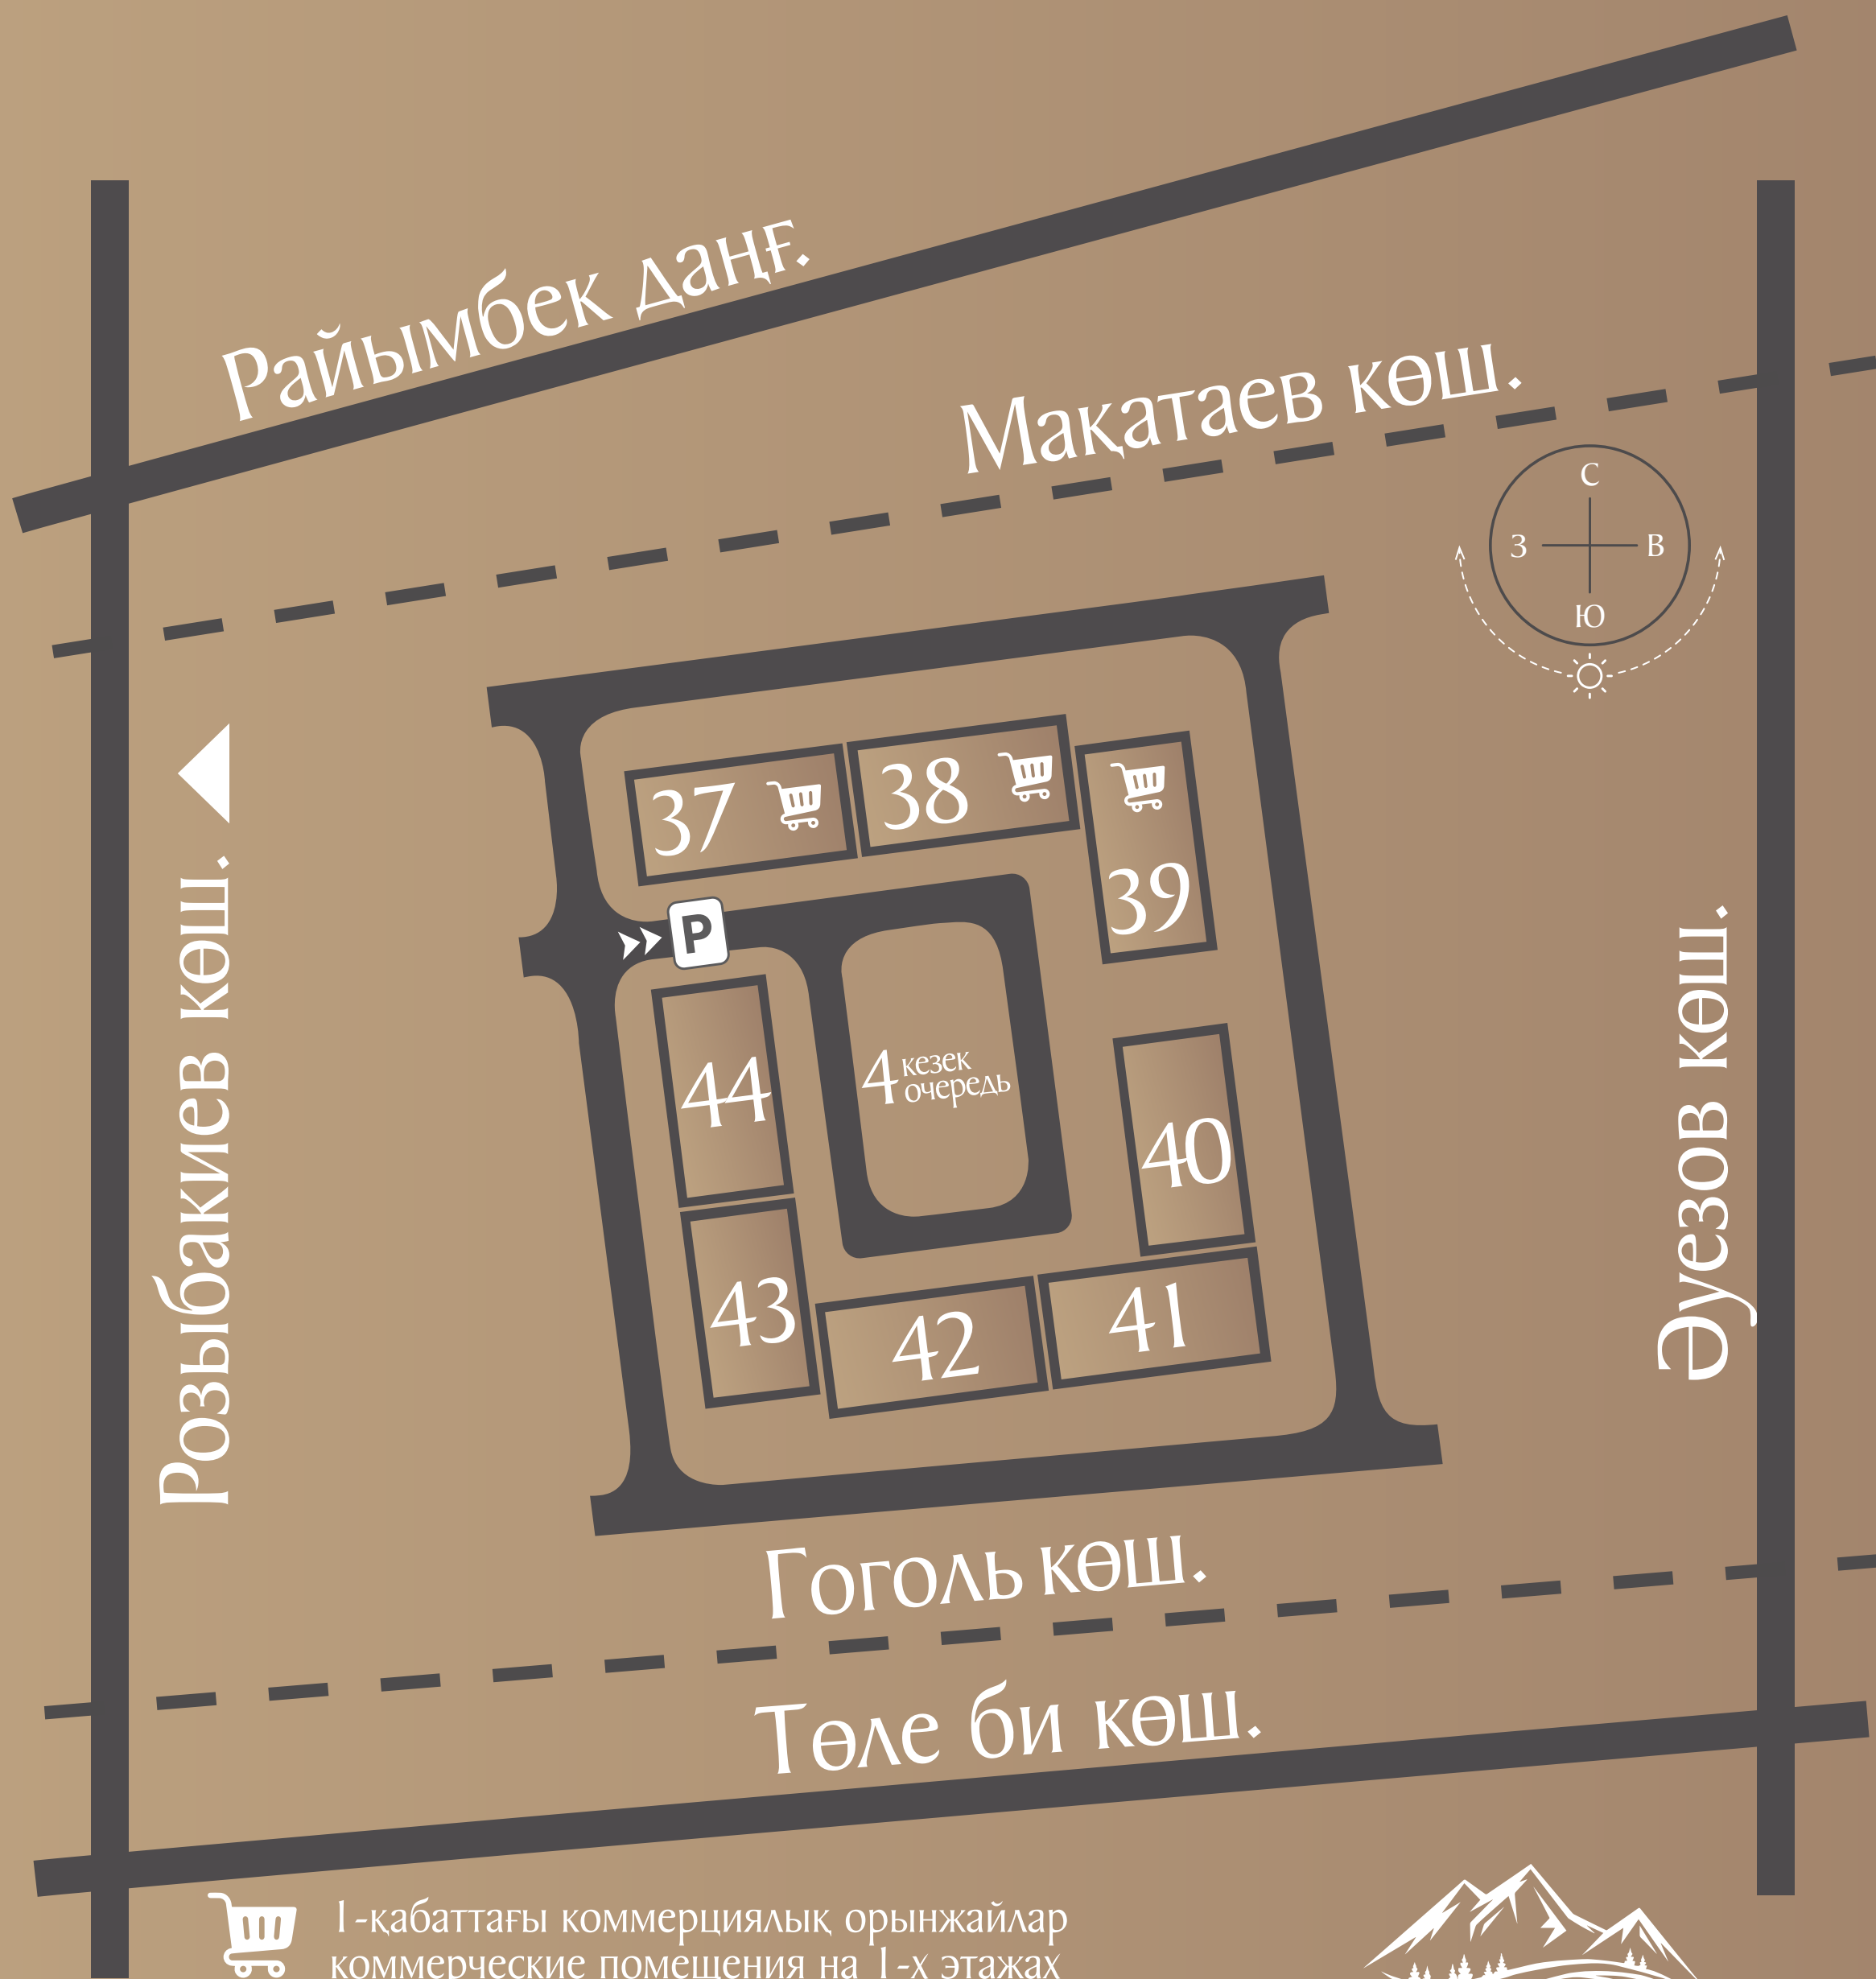 Райымбек даңғ.
Макатаев көш.
С
З
В
Ю
37
38
39
P
44
4 кезек
очередь
40
43
42
41
Розыбакиев көш.
Әуезов көш.
Гоголь көш.
Төле би көш.
1-қабаттағы коммерциялық орынжайлар
коммерческие помещения на 1-х этажах